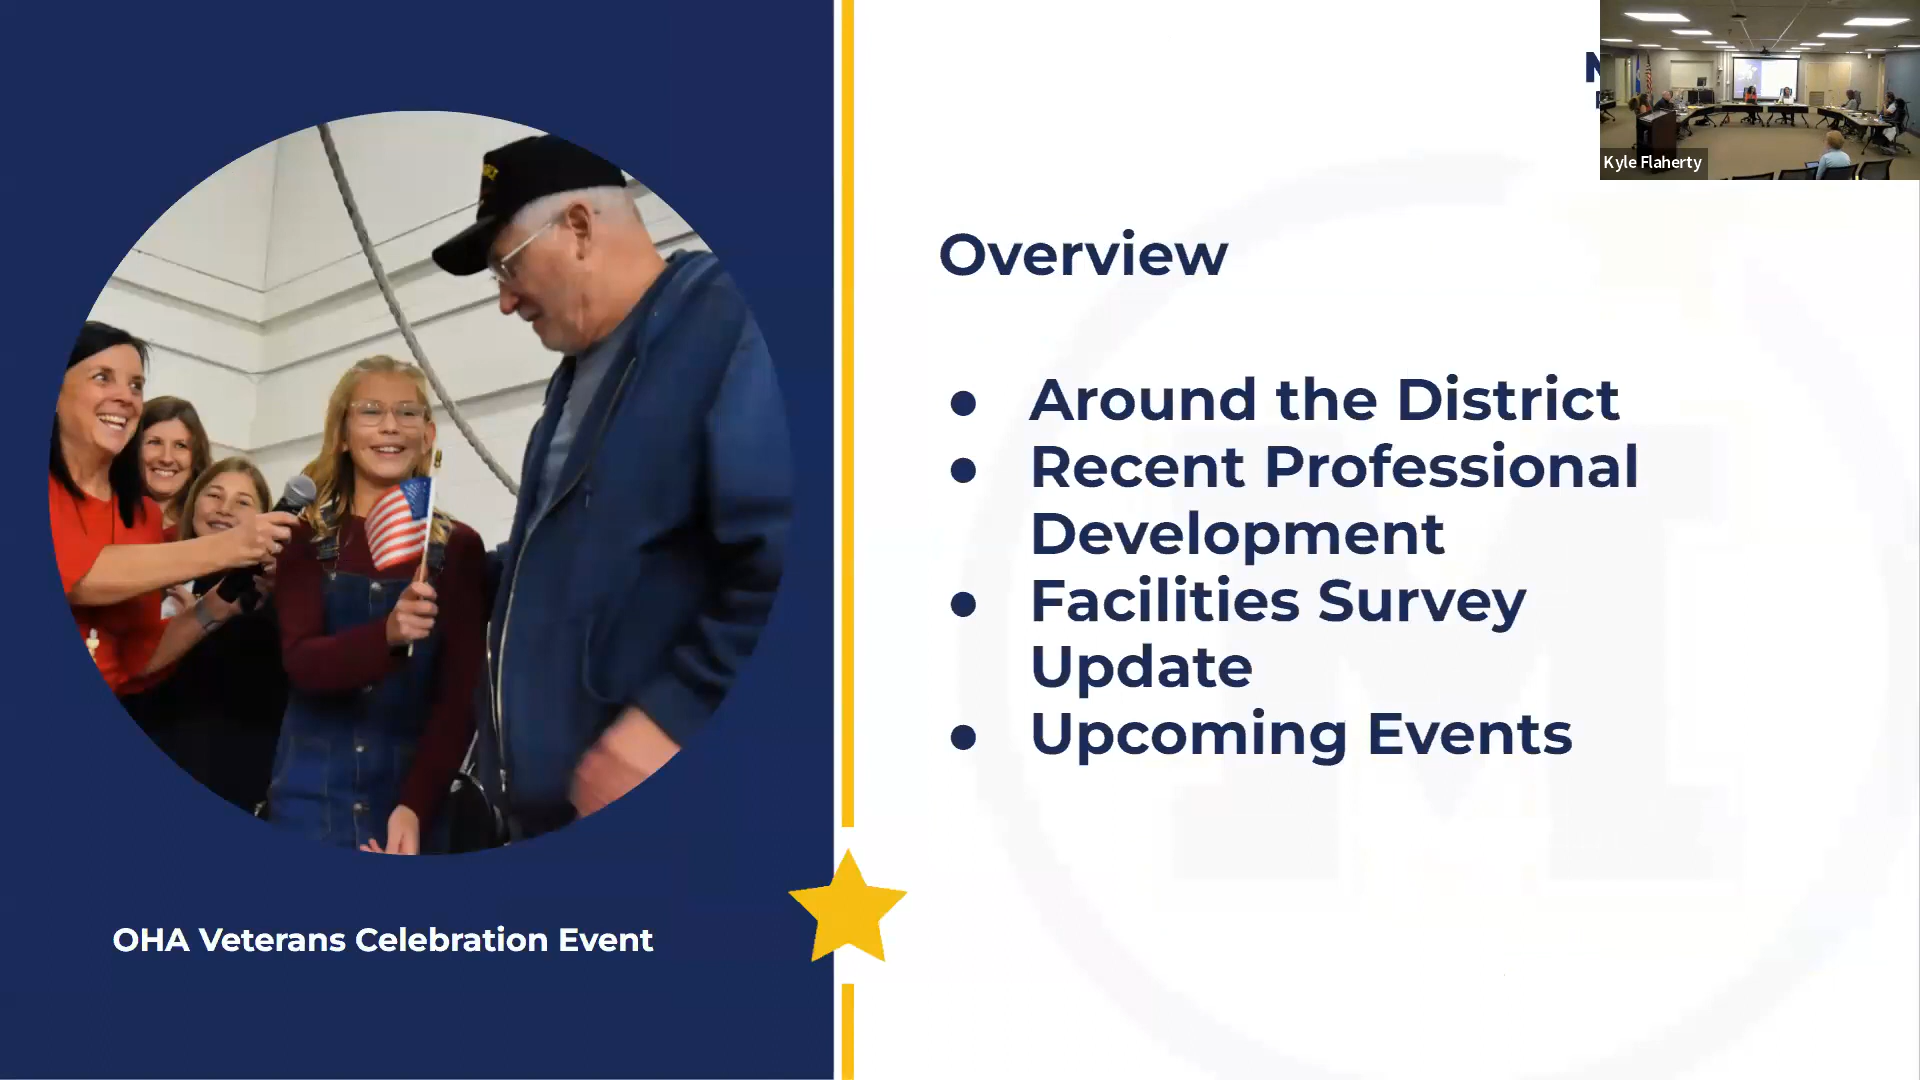 Kyle Flaherty
Overview
● Around the District
● Recent Professional
Development
● Facilities Survey
Update
● Upcoming Events
OHA Veterans Celebration Event